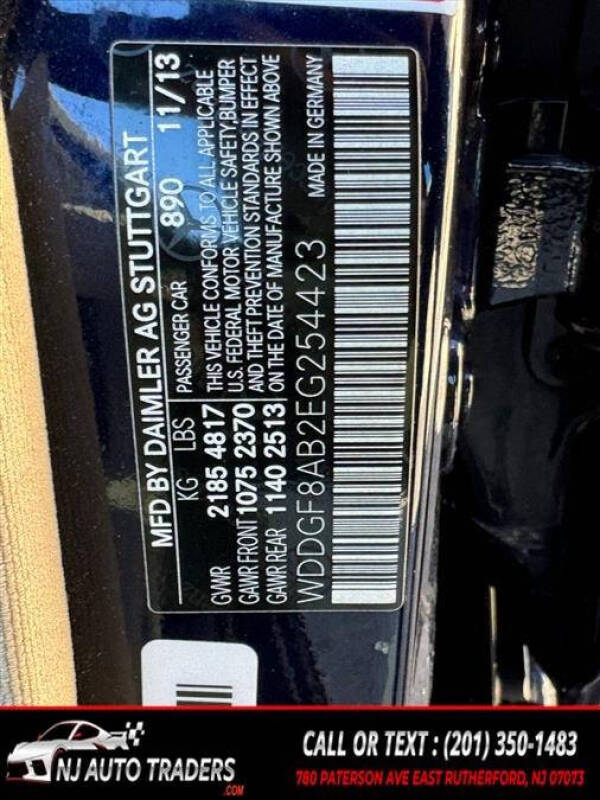 MFD BY DAIMLER AG STUTTGART
KG LBS PASSENGER CAR 890 11/13
GVWR 2185 4817 THIS VEHICLE CONFORMS TO ALL APPLICABLE
GAWR FRONT 1075 2370 U.S. FEDERAL MOTOR VEHICLE SAFETY,BUMPER
GAWR REAR 1140 2513 AND THEFT PREVENTION STANDARDS IN EFFECT
ON THE DATE OF MANUFACTURE SHOWN ABOVE
WDDGF8AB2EG254423 MADE IN GERMANY
NJ AUTO TRADERS
.COM
CALL OR TEXT : (201) 350-1483
780 PATERSON AVE EAST RUTHERFORD, NJ 07073